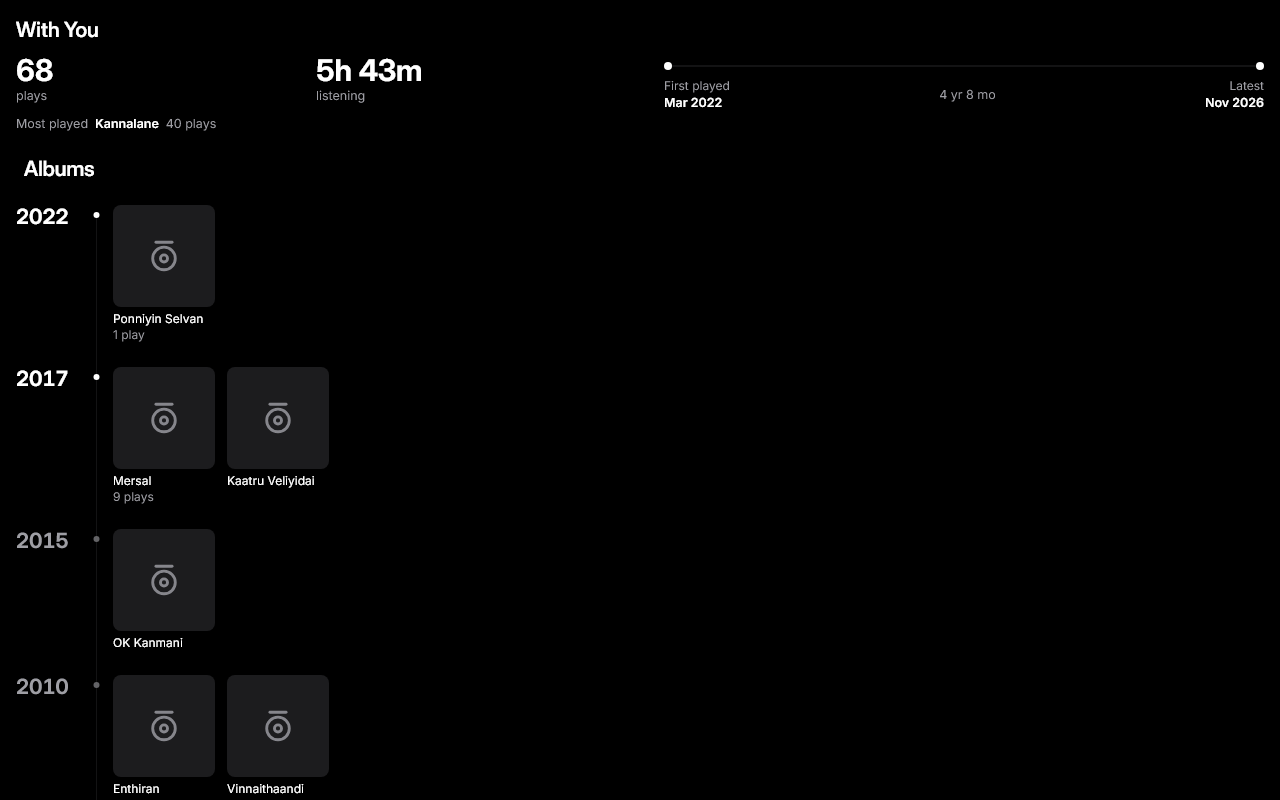 With You
68
plays
5h 43m
listening
First played
Mar 2022
4 yr 8 mo
Latest
Nov 2026
Most played Kannalane 40 plays
Albums
2022
Ponniyin Selvan
1 play
2017
Mersal
9 plays
Kaatru Veliyidai
2015
OK Kanmani
2010
Enthiran
Vinnaithaandi